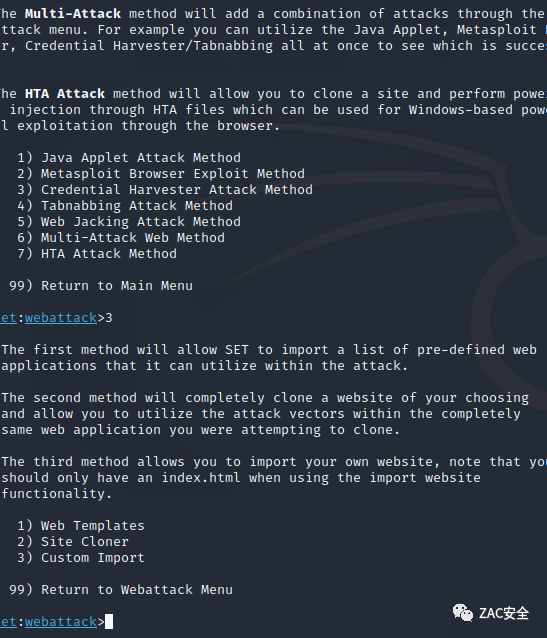 The Multi-Attack method will add a combination of attacks through the
attack menu. For example you can utilize the Java Applet, Metasploit
r, Credential Harvester/Tabnabbing all at once to see which is succe
The HTA Attack method will allow you to clone a site and perform power
injection through HTA files which can be used for Windows-based pow
l exploitation through the browser.
1) Java Applet Attack Method
2) Metasploit Browser Exploit Method
3) Credential Harvester Attack Method
4) Tabnabbing Attack Method
5) Web Jacking Attack Method
6) Multi-Attack Web Method
7) HTA Attack Method
99) Return to Main Menu
et:webattack>3
The first method will allow SET to import a list of pre-defined web
applications that it can utilize within the attack.
The second method will completely clone a website of your choosing
and allow you to utilize the attack vectors within the completely
same web application you were attempting to clone.
The third method allows you to import your own website, note that you
should only have an index.html when using the import website
functionality.
1) Web Templates
2) Site Cloner
3) Custom Import
99) Return to Webattack Menu
et:webattack>
ZAC安全